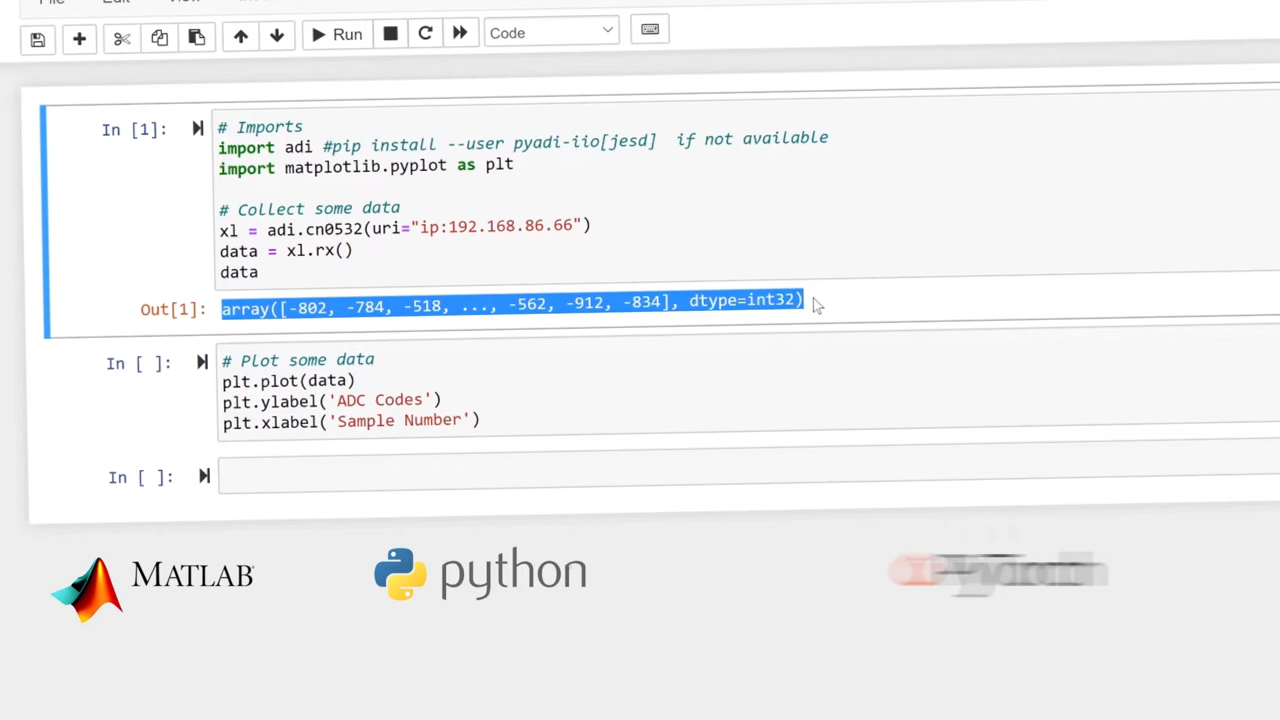 Run
Code
In [1]:
# Imports
import adi #pip install --user pyadi-iio[jesd]  if not available
import matplotlib.pyplot as plt
# Collect some data
xl = adi.cn0532(uri="ip:192.168.86.66")
data = xl.rx()
data
Out[1]:
array([-802, -784, -518, ..., -562, -912, -834], dtype=int32)
In [ ]:
# Plot some data
plt.plot(data)
plt.ylabel('ADC Codes')
plt.xlabel('Sample Number')
In [ ]:
MATLAB
python